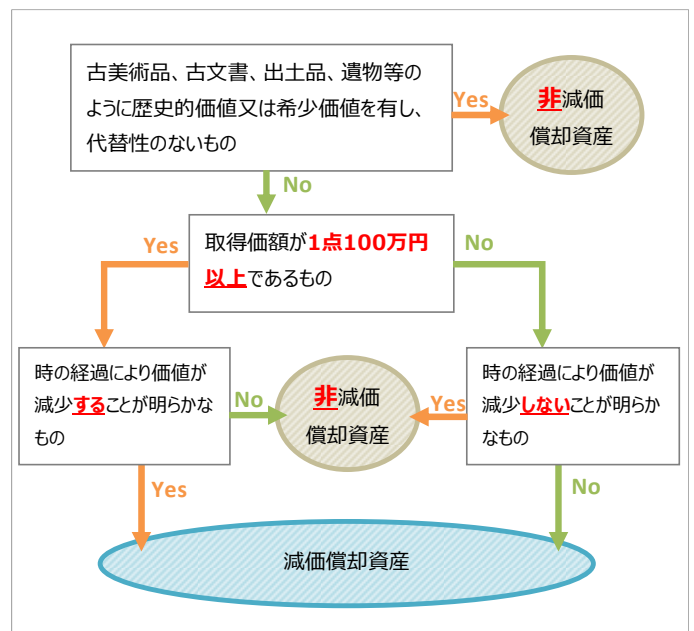 古美術品、古文書、出土品、遺物等の
ように歴史的価値又は希少価値を有し、
代替性のないもの
Yes
非減価
償却資産
No
取得価額が1点100万円
以上であるもの
Yes
No
時の経過により価値が
減少することが明らかな
もの
No
非減価
償却資産
Yes
時の経過により価値が
減少しないことが明らか
なもの
Yes
No
減価償却資産